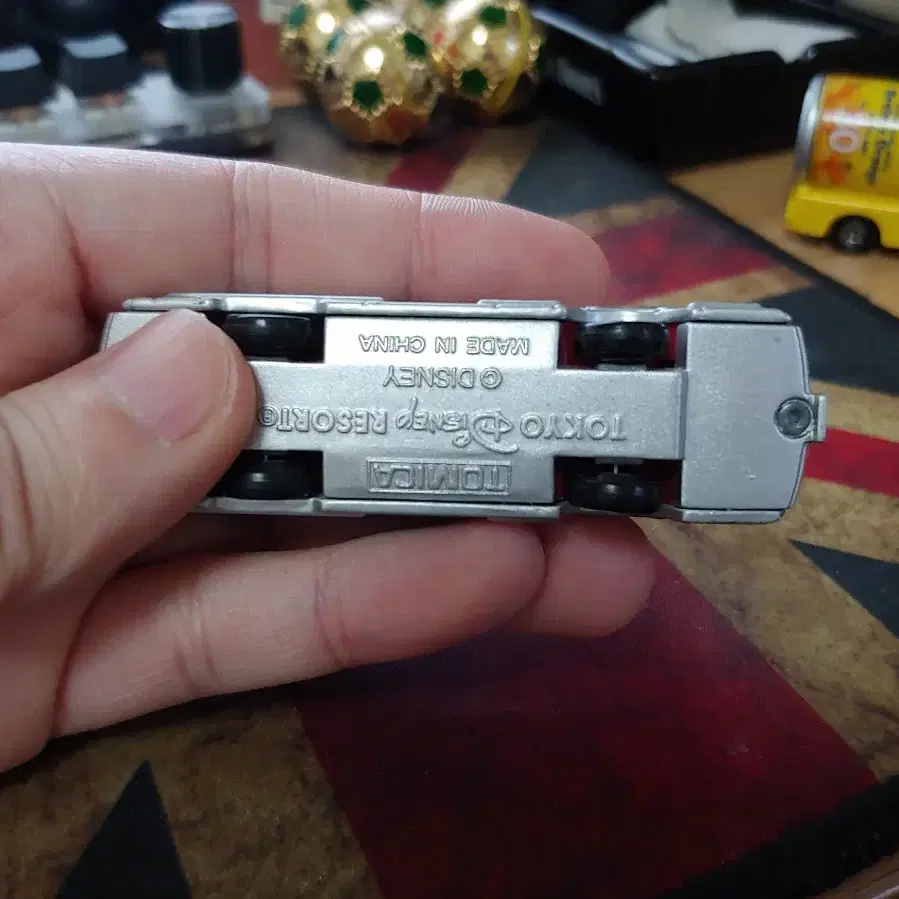 TOMICA
TOKYO DISNEY RESORT®
© DISNEY
MADE IN CHINA